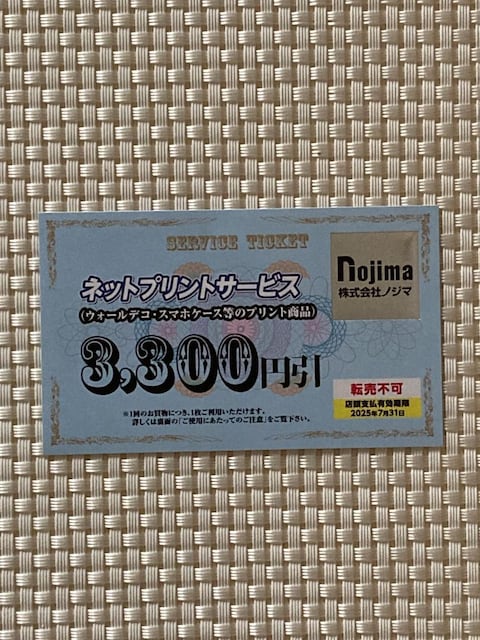 SERVICE TICKET
nojima
株式会社ノジマ
ネットプリントサービス
(ウォールデコ・スマホケース等のプリント商品)
3,300円引
転売不可
店頭支払有効期限
2025年7月31日
※1回のお買物につき、1枚ご利用いただけます。
詳しくは裏面の「ご使用にあたってのご注意」をご覧下さい。